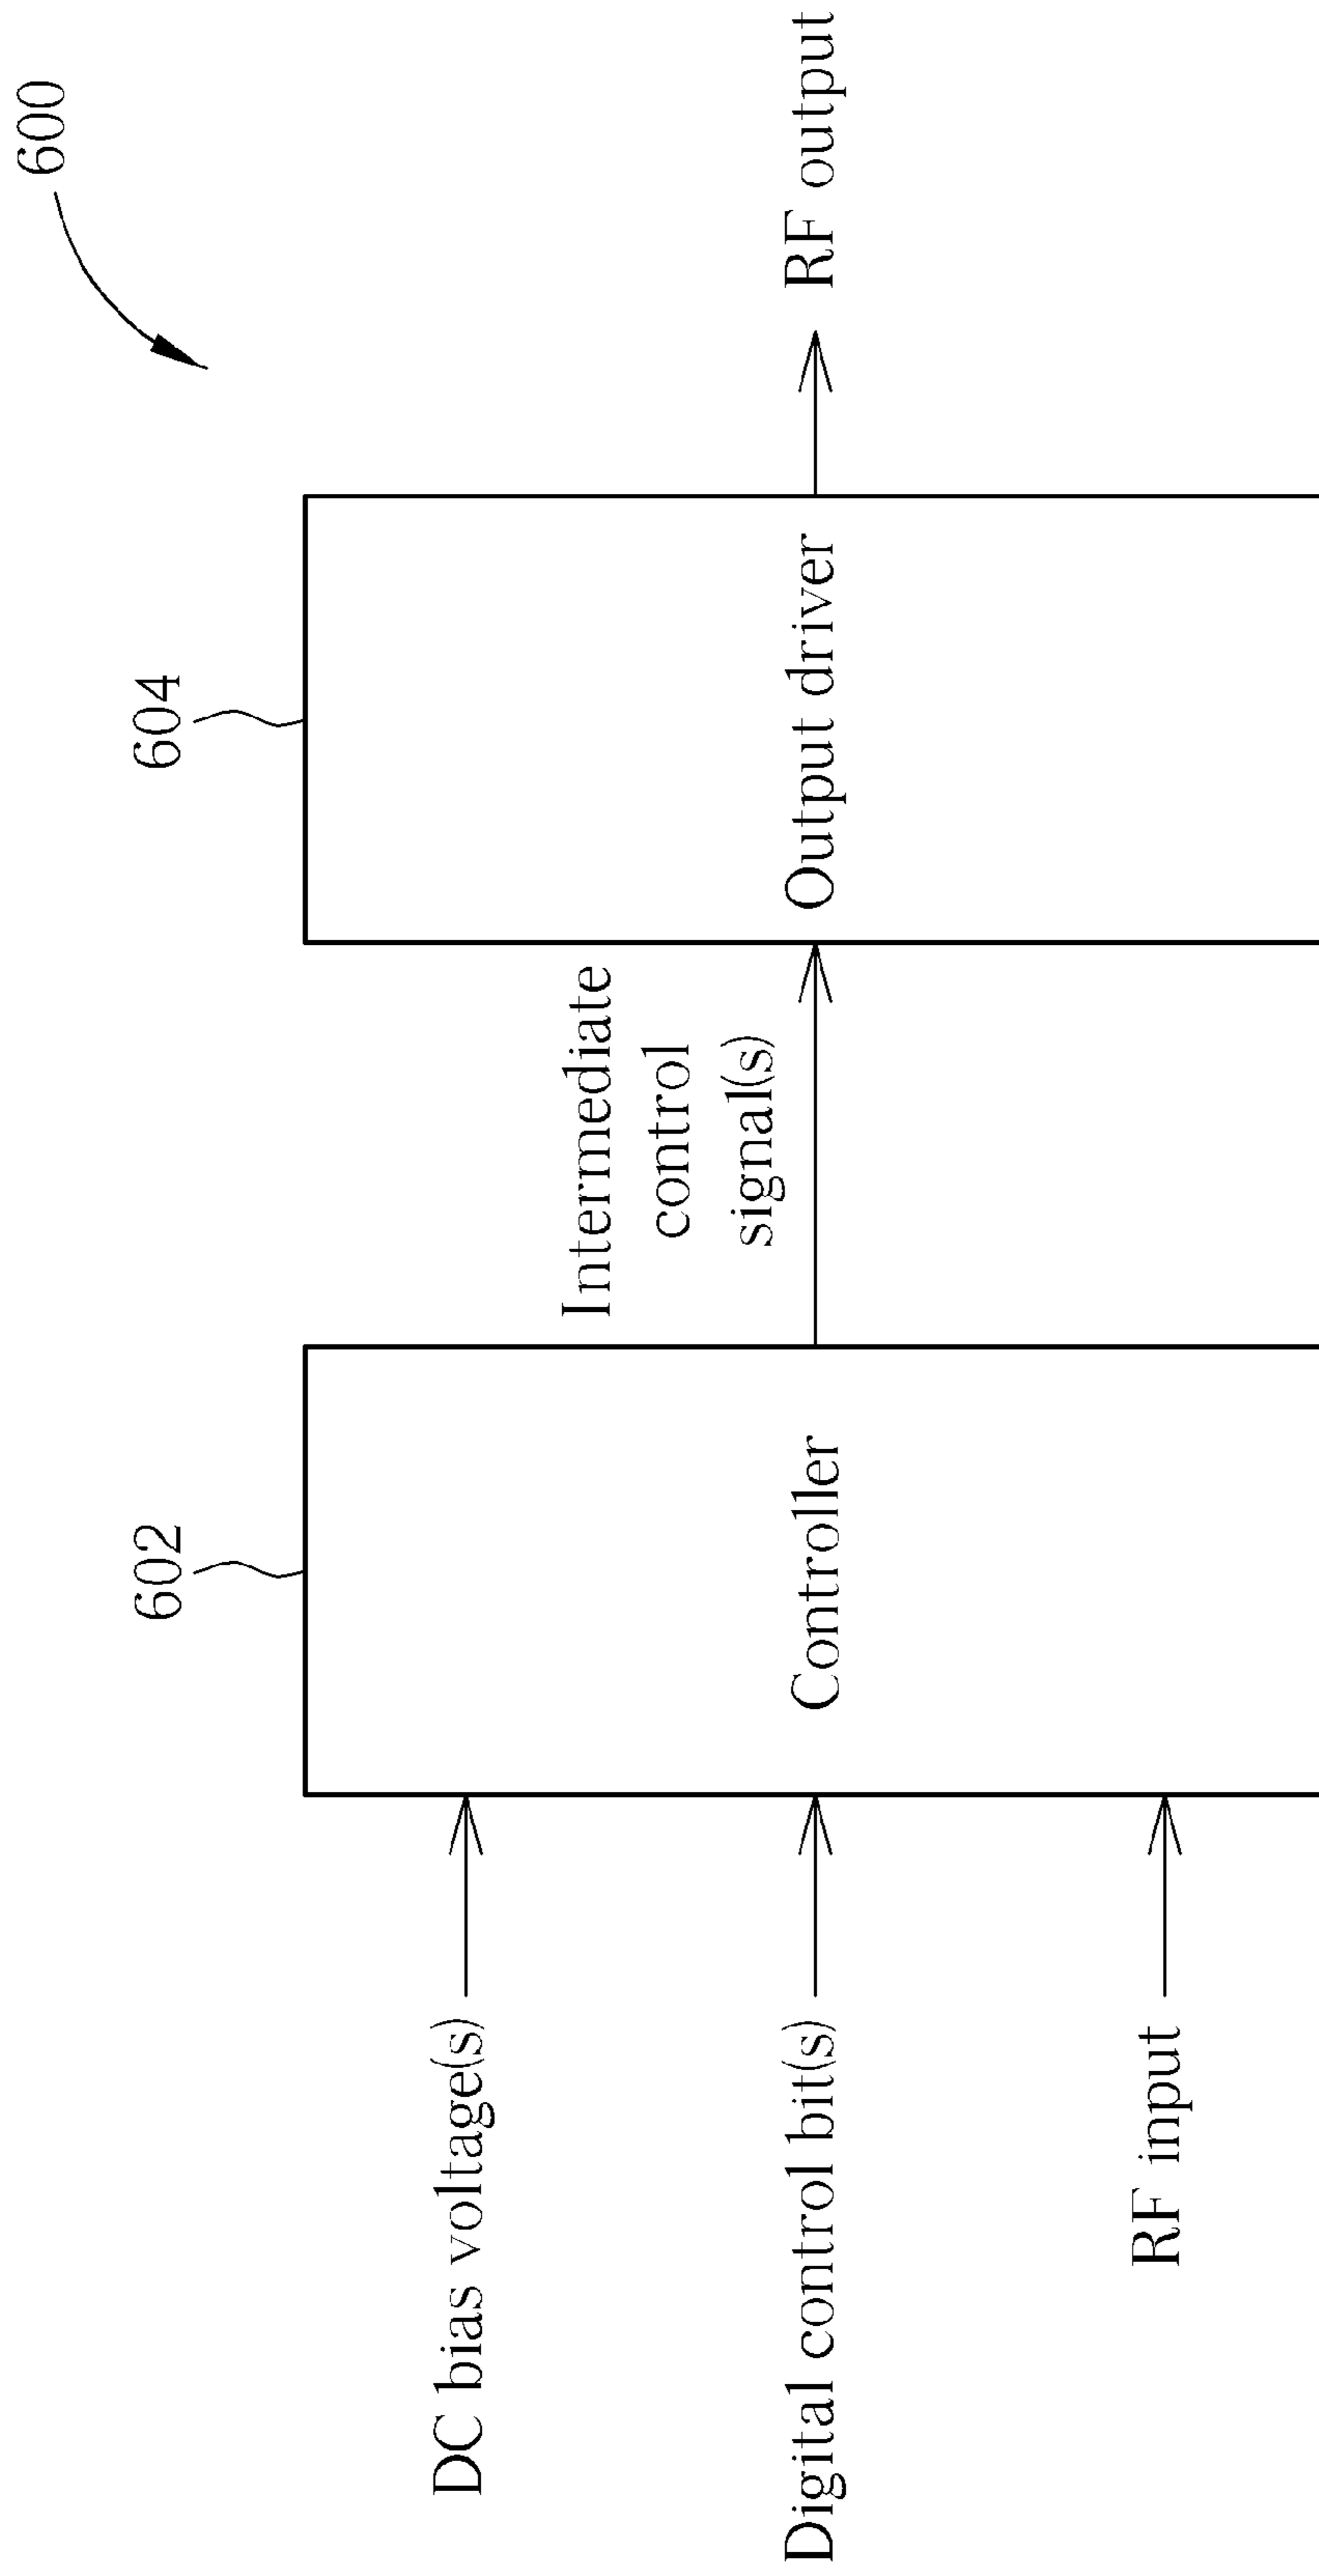 600
602
604
DC bias voltage(s)
Digital control bit(s)
RF input
Controller
Intermediate
control
signal(s)
Output driver
RF output